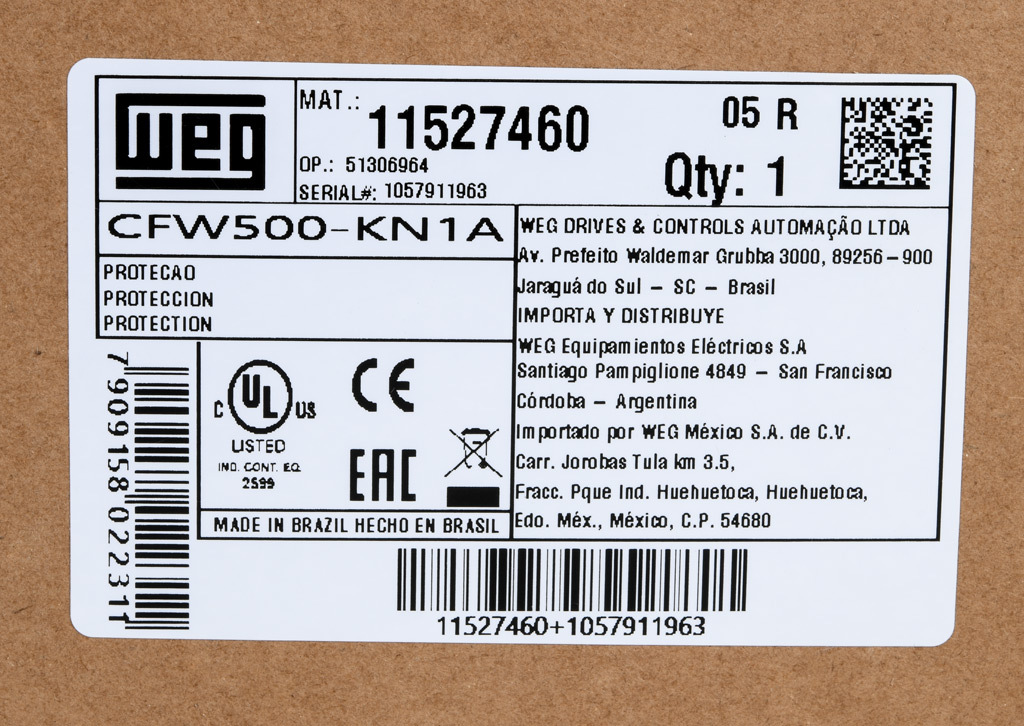 weg
MAT.: 11527460
05 R
OP.: 51306964
SERIAL#: 1057911963
Qty: 1
CFW500-KN1A
PROTECAO
PROTECCION
PROTECTION
WEG DRIVES & CONTROLS AUTOMAÇÃO LTDA
Av. Prefeito Waldemar Grubba 3000, 89256-900
Jaraguá do Sul - SC - Brasil
IMPORTA Y DISTRIBUYE
WEG Equipamientos Eléctricos S.A
Santiago Pampiglione 4849 - San Francisco
Córdoba - Argentina
Importado por WEG México S.A. de C.V.
Carr. Jorobas Tula km 3.5,
Fracc. Pque Ind. Huehuetoca, Huehuetoca,
Edo. Méx., México, C.P. 54680
7 909158 022311
C UL US
LISTED
IND. CONT. EQ.
2599
CE
EAC
MADE IN BRAZIL HECHO EN BRASIL
11527460+1057911963